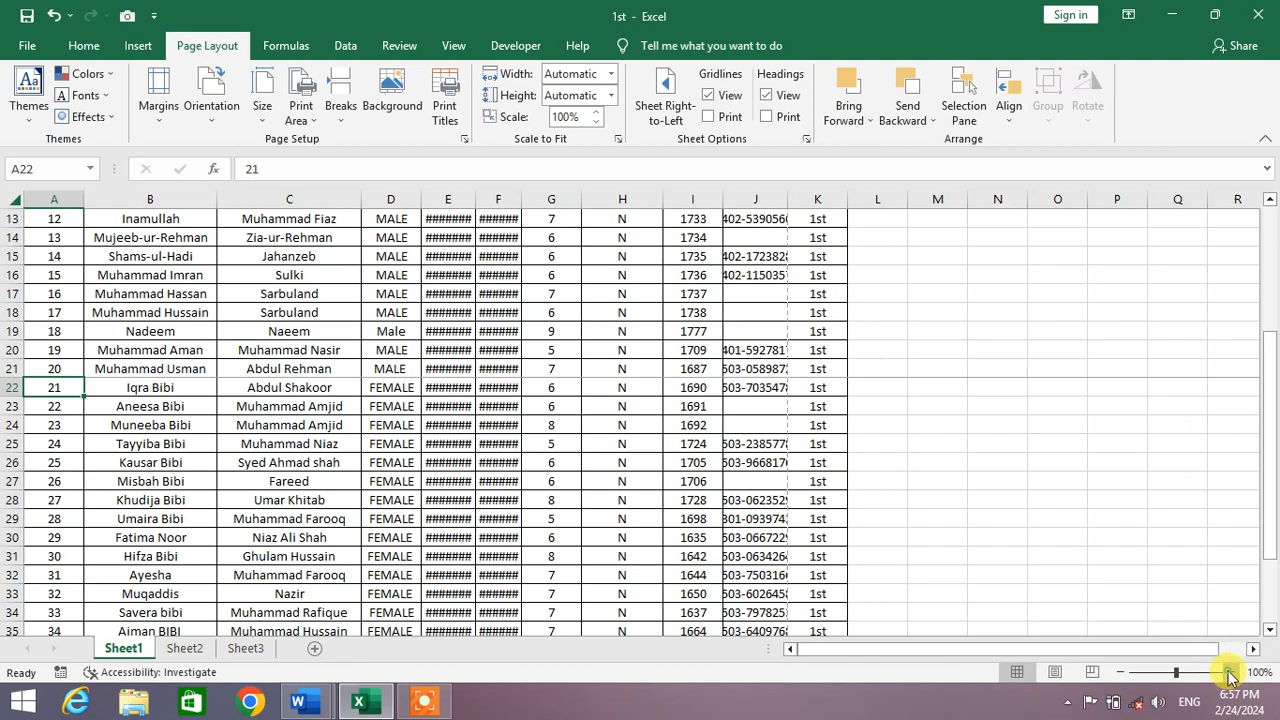 1st - Excel
Sign in
File Home Insert Page Layout Formulas Data Review View Developer Help Tell me what you want to do Share
Themes Colors Fonts Effects Margins Orientation Size Print Area Breaks Background Print Titles Width: Automatic Height: Automatic Scale: 100% Sheet Right-to-Left Gridlines View Print Headings View Print Bring Forward Send Backward Selection Pane Align Group Rotate
Themes Page Setup Scale to Fit Sheet Options Arrange
A22 fx 21
A B C D E F G H I J K L M N O P Q R
13 12 Inamullah Muhammad Fiaz MALE ####### ###### 7 N 1733 402-539056 1st
14 13 Mujeeb-ur-Rehman Zia-ur-Rehman MALE ####### ###### 6 N 1734 1st
15 14 Shams-ul-Hadi Jahanzeb MALE ####### ###### 6 N 1735 402-172382 1st
16 15 Muhammad Imran Sulki MALE ####### ###### 6 N 1736 402-115035 1st
17 16 Muhammad Hassan Sarbuland MALE ####### ###### 7 N 1737 1st
18 17 Muhammad Hussain Sarbuland MALE ####### ###### 6 N 1738 1st
19 18 Nadeem Naeem Male ####### ###### 9 N 1777 1st
20 19 Muhammad Aman Muhammad Nasir MALE ####### ###### 5 N 1709 401-592781 1st
21 20 Muhammad Usman Abdul Rehman MALE ####### ###### 7 N 1687 503-058987 1st
22 21 Iqra Bibi Abdul Shakoor FEMALE ####### ###### 6 N 1690 503-703547 1st
23 22 Aneesa Bibi Muhammad Amjid FEMALE ####### ###### 6 N 1691 1st
24 23 Muneeba Bibi Muhammad Amjid FEMALE ####### ###### 8 N 1692 1st
25 24 Tayyiba Bibi Muhammad Niaz FEMALE ####### ###### 5 N 1724 503-238577 1st
26 25 Kausar Bibi Syed Ahmad shah FEMALE ####### ###### 6 N 1705 503-966817 1st
27 26 Misbah Bibi Fareed FEMALE ####### ###### 6 N 1706 1st
28 27 Khudija Bibi Umar Khitab FEMALE ####### ###### 8 N 1728 503-062352 1st
29 28 Umaira Bibi Muhammad Farooq FEMALE ####### ###### 5 N 1698 301-093974 1st
30 29 Fatima Noor Niaz Ali Shah FEMALE ####### ###### 6 N 1635 503-066722 1st
31 30 Hifza Bibi Ghulam Hussain FEMALE ####### ###### 8 N 1642 503-063426 1st
32 31 Ayesha Muhammad Farooq FEMALE ####### ###### 7 N 1644 503-750316 1st
33 32 Muqaddis Nazir FEMALE ####### ###### 7 N 1650 503-602645 1st
34 33 Savera bibi Muhammad Rafique FEMALE ####### ###### 7 N 1637 503-797825 1st
35 34 Aiman BIBI Muhammad Hussain FEMALE ####### ###### 7 N 1664 503-640976 1st
Sheet1 Sheet2 Sheet3
Ready Accessibility: Investigate 100%
ENG 6:57 PM
2/24/2024